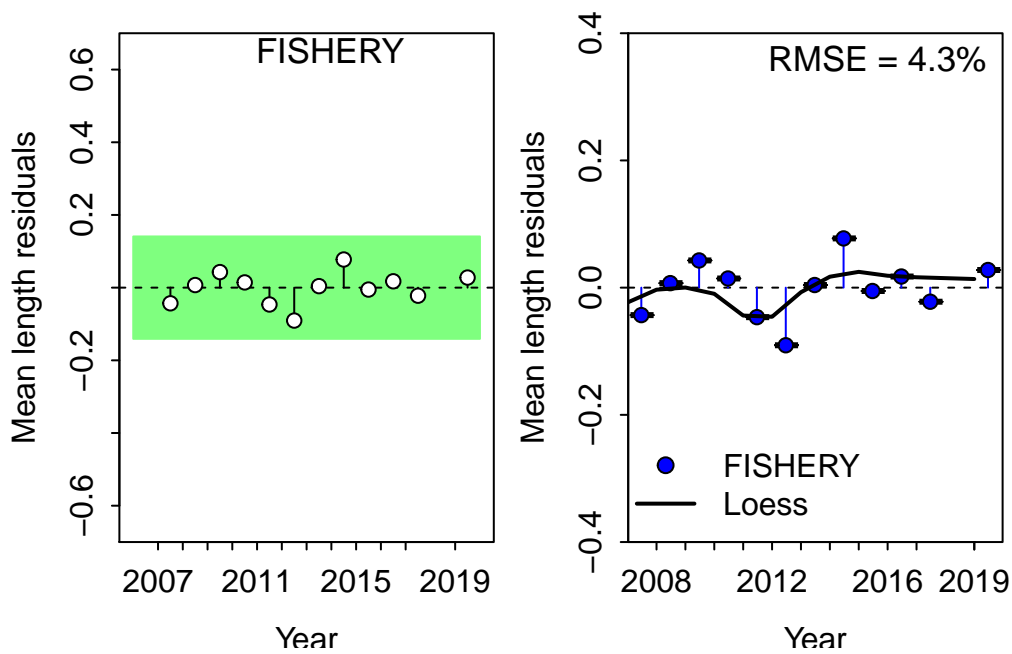 FISHERY
Mean length residuals
0.6
0.4
0.2
−0.2
−0.6
2007 2011 2015 2019
Year
RMSE = 4.3%
Mean length residuals
0.4
0.2
0.0
−0.2
−0.4
FISHERY
Loess
2008 2012 2016 2019
Year